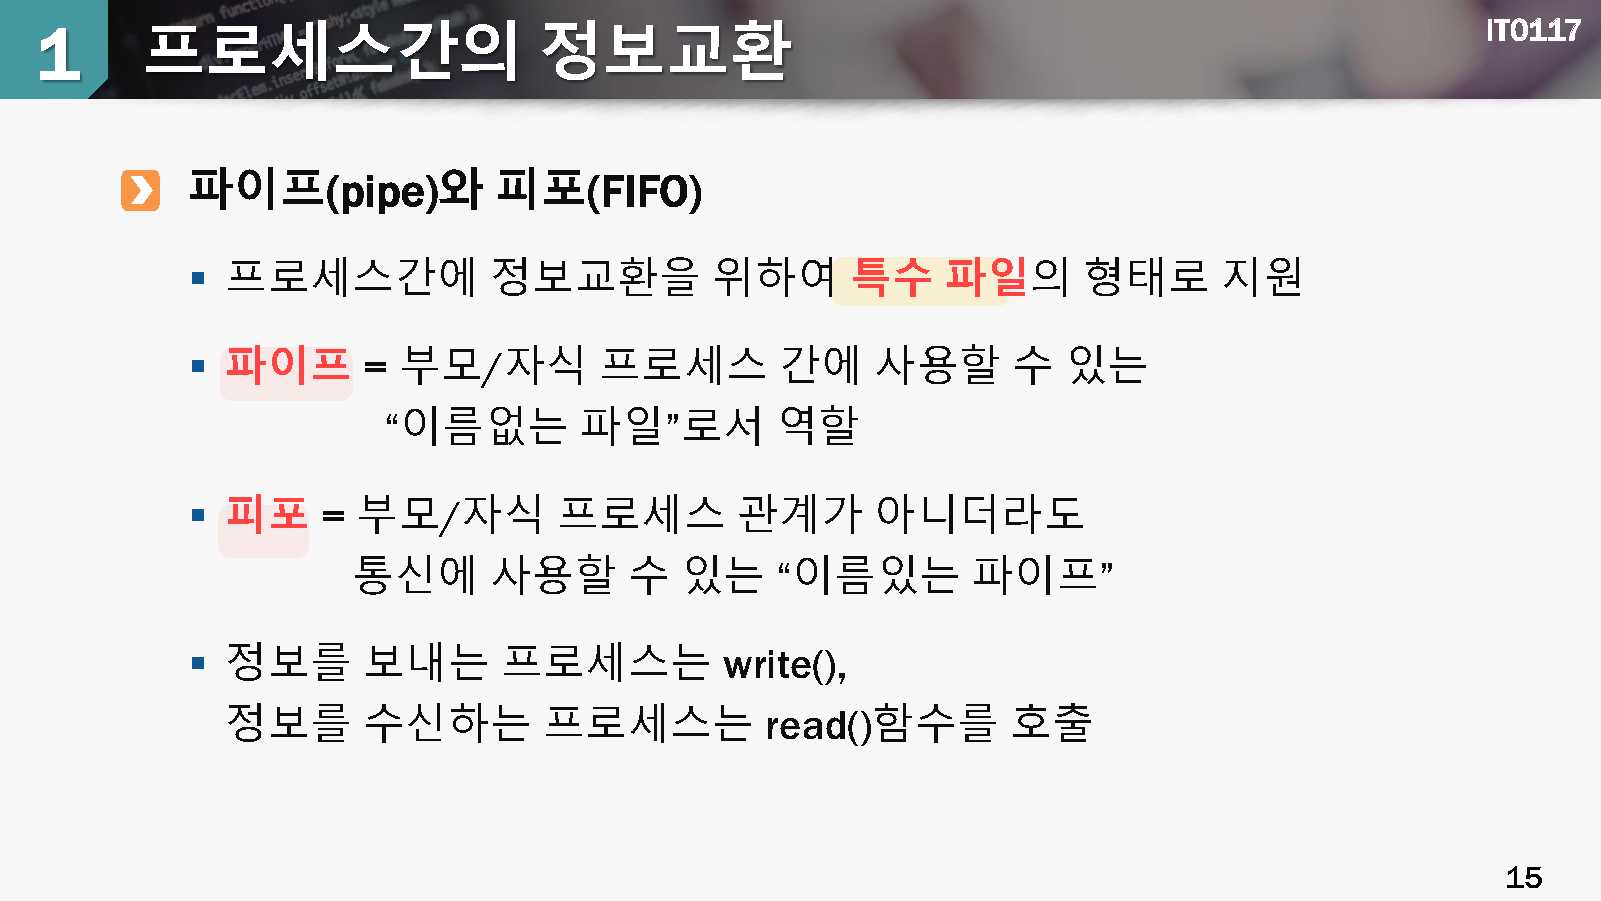 1 프로세스간의 정보교환
IT0117
파이프(pipe)와 피포(FIFO)
프로세스간에 정보교환을 위하여 특수 파일의 형태로 지원
파이프 = 부모/자식 프로세스 간에 사용할 수 있는
“이름없는 파일”로서 역할
피포 = 부모/자식 프로세스 관계가 아니더라도
통신에 사용할 수 있는 “이름있는 파이프”
정보를 보내는 프로세스는 write(),
정보를 수신하는 프로세스는 read()함수를 호출
15